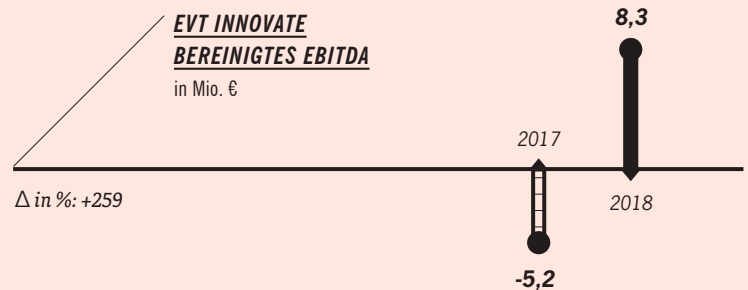 EVT INNOVATE
BEREINIGTES EBITDA
in Mio. €
8,3
2017
Δ in %: +259
2018
-5,2